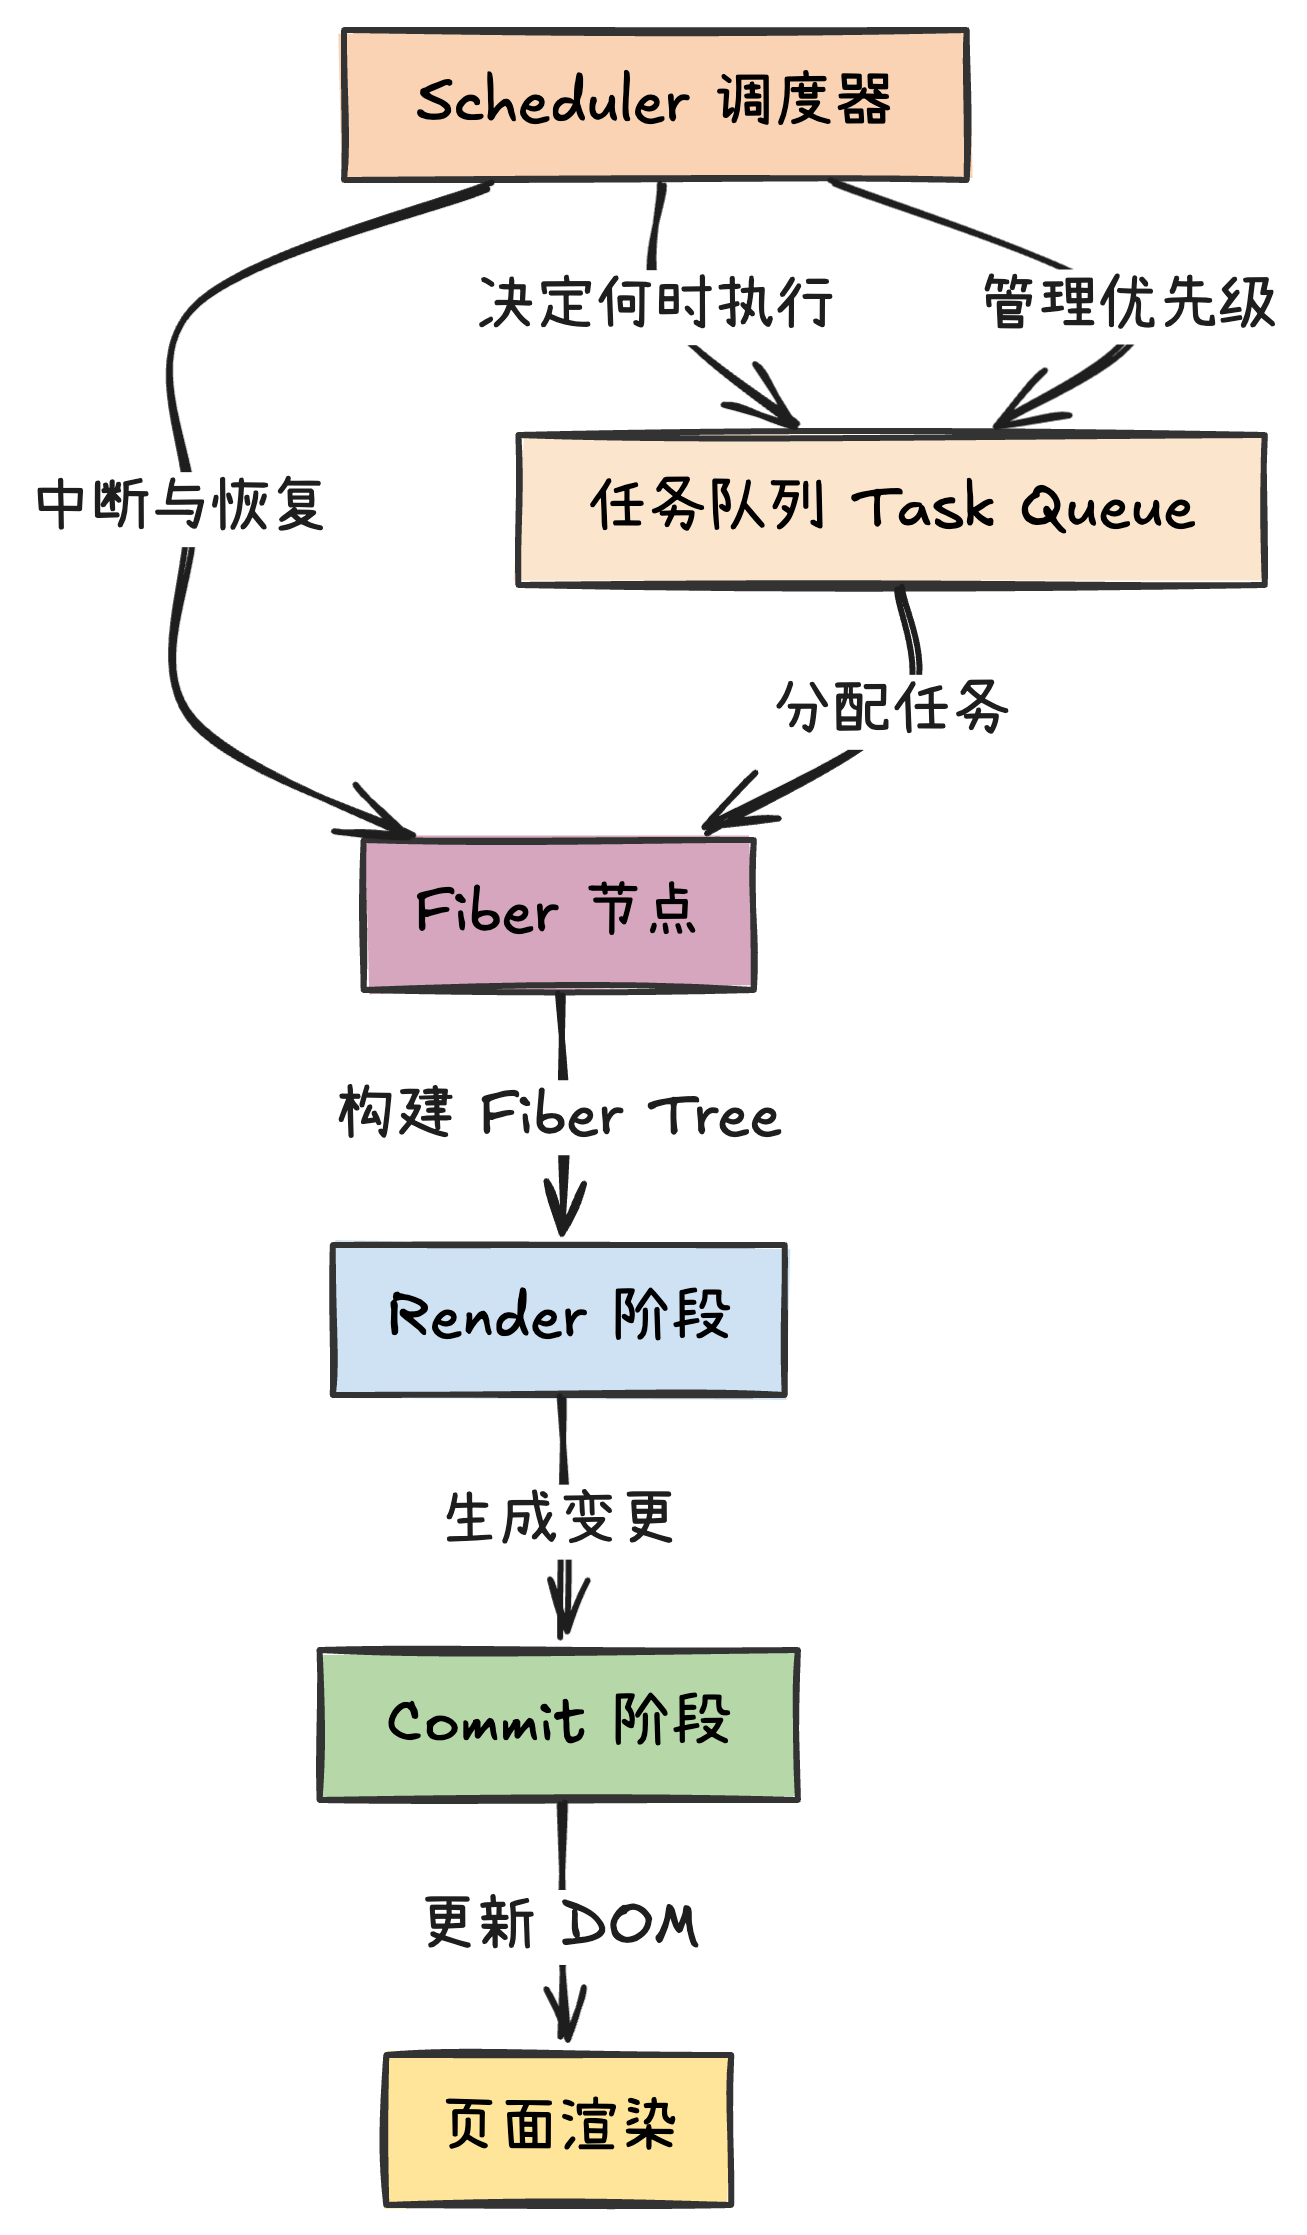 Scheduler 调度器
决定何时执行
管理优先级
中断与恢复
任务队列 Task Queue
分配任务
Fiber 节点
构建 Fiber Tree
Render 阶段
生成变更
Commit 阶段
更新 DOM
页面渲染